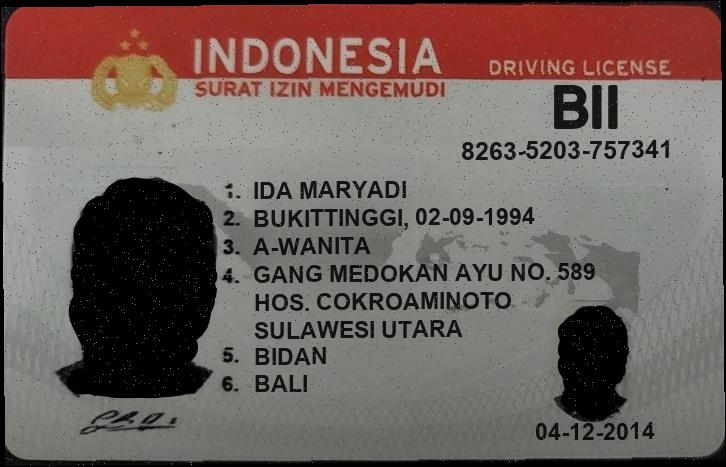 INDONESIA
SURAT IZIN MENGEMUDI
DRIVING LICENSE
BII
8263-5203-757341
1. IDA MARYADI
2. BUKITTINGGI, 02-09-1994
3. A-WANITA
4. GANG MEDOKAN AYU NO. 589
HOS. COKROAMINOTO
SULAWESI UTARA
5. BIDAN
6. BALI
04-12-2014